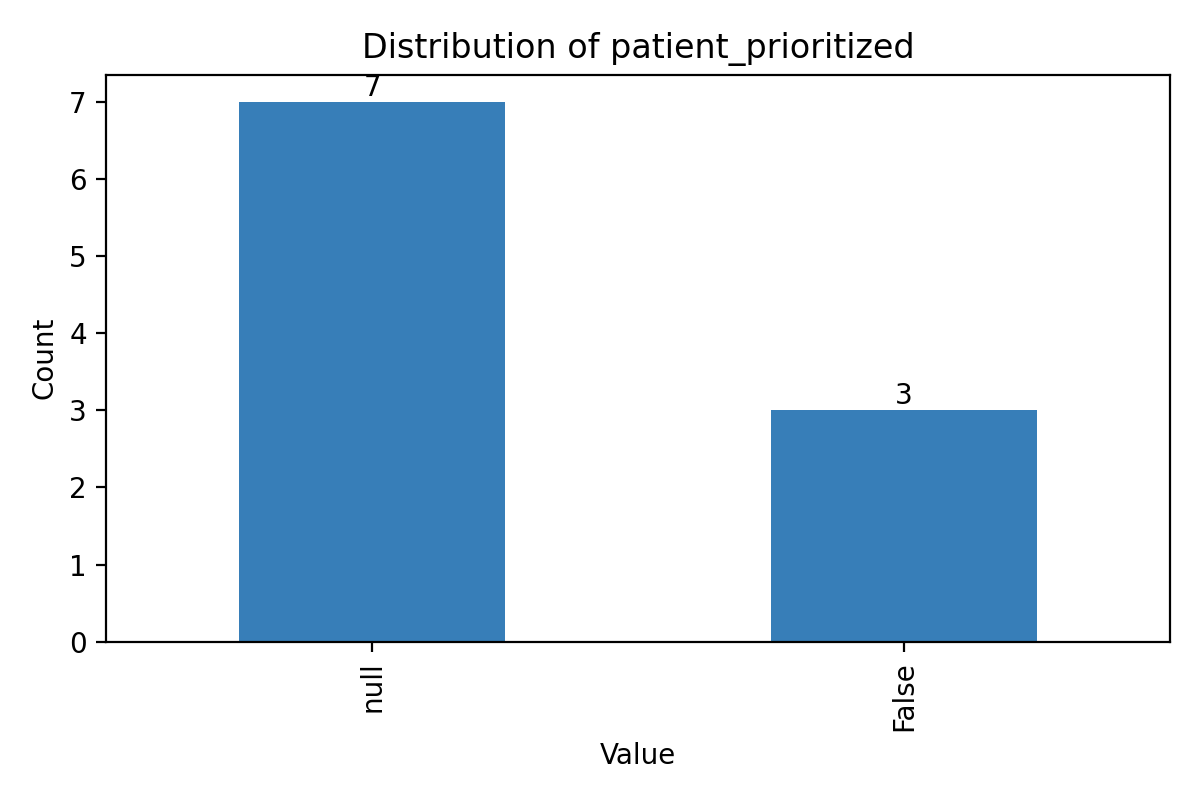 Distribution of patient_prioritized
7
7
6
5
4
3
3
2
1
0
Count
null
False
Value